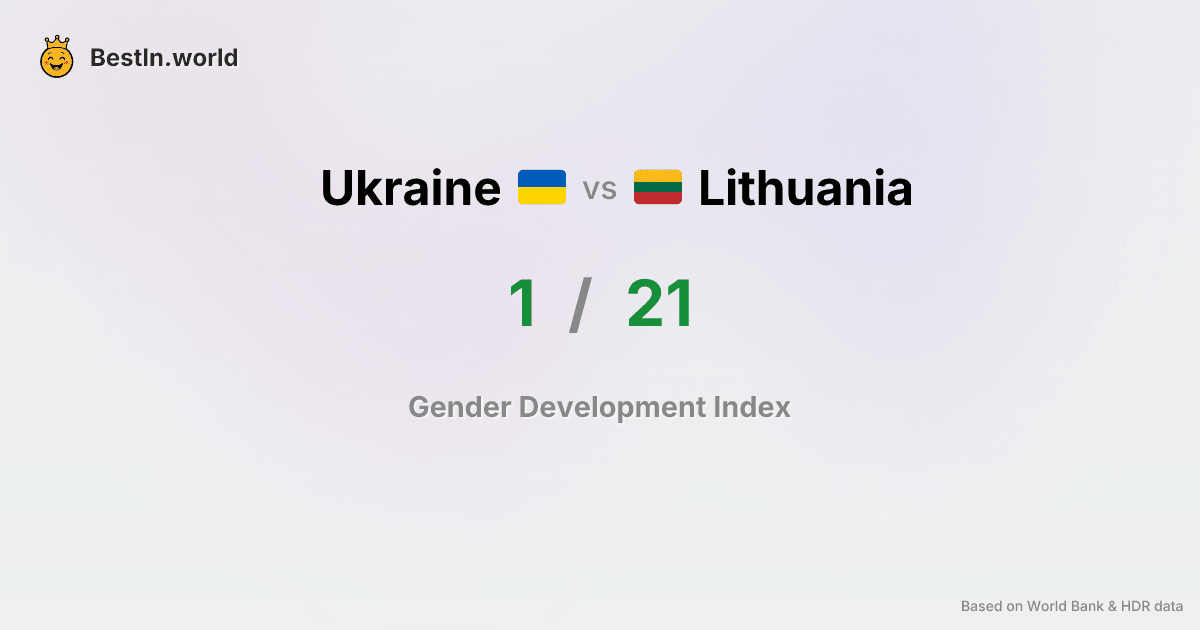 BestIn.world
Ukraine vs Lithuania
1 / 21
Gender Development Index
Based on World Bank & HDR data